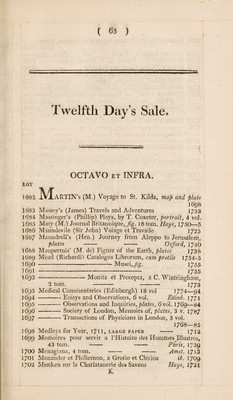 ( 65 )
Twelfth Day's Sale.
OCTAVO ET INFRA.
LOT
1682 MARTIN's (M.) Voyage to St. Kilda, map and plate
1698
1683 Massey's (James) Travels and Adventures 1733
1684 Massinger's (Phillip) Plays, by T. Coxeter, portrait, 4 vol.
1685 Maty (M.) Journal Britannique, fig. 18 tom. Haye, 1750—5
1686 Maundevile (Sir John) Voiage and Travaile 1725
1687 Maundrell's (Hen.) Journey from Aleppo to Jerusalem,
plates —— —— Oxford, 1740
1688 Maupertuis' (M. de) Figure of the Earth, plates 1738
1689 Mead (Richardi) Catalogus Librorum, cum pretiis 1754-5
1690 —— Musei, fig. 1755
1691 —— 1755
1692 —— Monita et Precepta, a C. Wintringham,
2 tom. —— —— 1773
1693 Medical Commentaries (Edinburgh) 18 vol 1774—94
1694 —— Essays and Observations, 6 vol. Edinb. 1771
1695 —— Observations and Inquiries, plates, 6 vol. 1769—84
1696 —— Society of London, Memoirs of, plates, 3 v. 1787
1697 —— Transactions of Physicians in London, 3 vol.
1768—85
1698 Medleys for Year, 1711, LARGE PAPER —— 1712
1699 Memoires pour servir a l'Histoire des Hommes Illustres,
43 tom. —— —— Paris, 1729
1700 Menagiana, 4 tom. —— —— Amst. 1713
1701 Menander et Philemon, a Grotio et Clerico ib. 1709
1702 Menken sur la Charlatanerie des Savans Haye, 1721
K